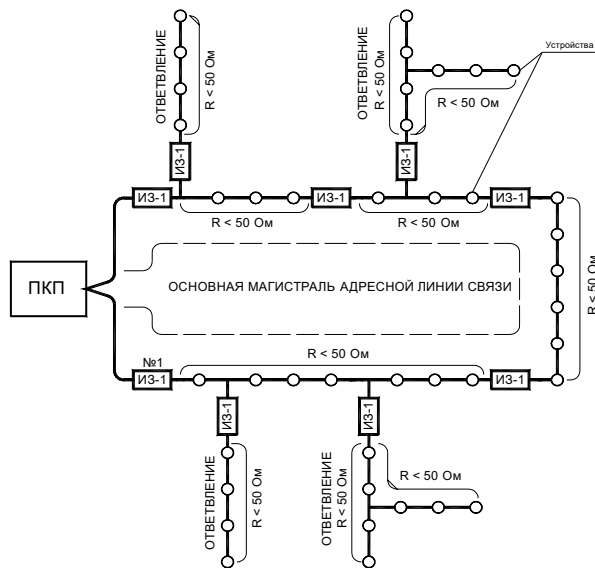 ОТВЕТВЛЕНИЕ
R < 50 Ом
ИЗ-1
ОТВЕТВЛЕНИЕ
R < 50 Ом
R < 50 Ом
Устройства
ИЗ-1
ИЗ-1
ИЗ-1
ИЗ-1
R < 50 Ом
R < 50 Ом
R < 50 Ом
ПКП
ОСНОВНАЯ МАГИСТРАЛЬ АДРЕСНОЙ ЛИНИИ СВЯЗИ
R < 50 Ом
№1
ИЗ-1
ИЗ-1
ИЗ-1
ИЗ-1
ОТВЕТВЛЕНИЕ
R < 50 Ом
ОТВЕТВЛЕНИЕ
R < 50 Ом
R < 50 Ом